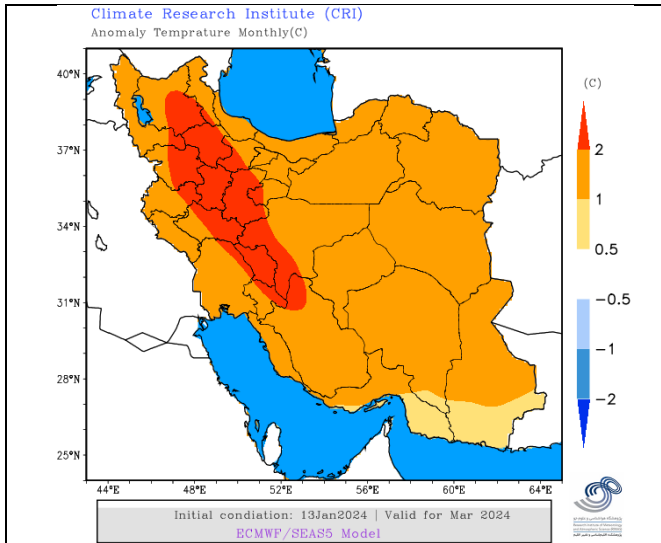 Climate Research Institute (CRI)
Anomaly Temprature Monthly(C)
40°N
37°N
34°N
31°N
28°N
25°N
44°E
48°E
52°E
56°E
60°E
64°E
(C)
2
1
0.5
−0.5
−1
−2
Initial condiation: 13Jan2024 | Valid for Mar 2024
ECMWF/SEAS5 Model